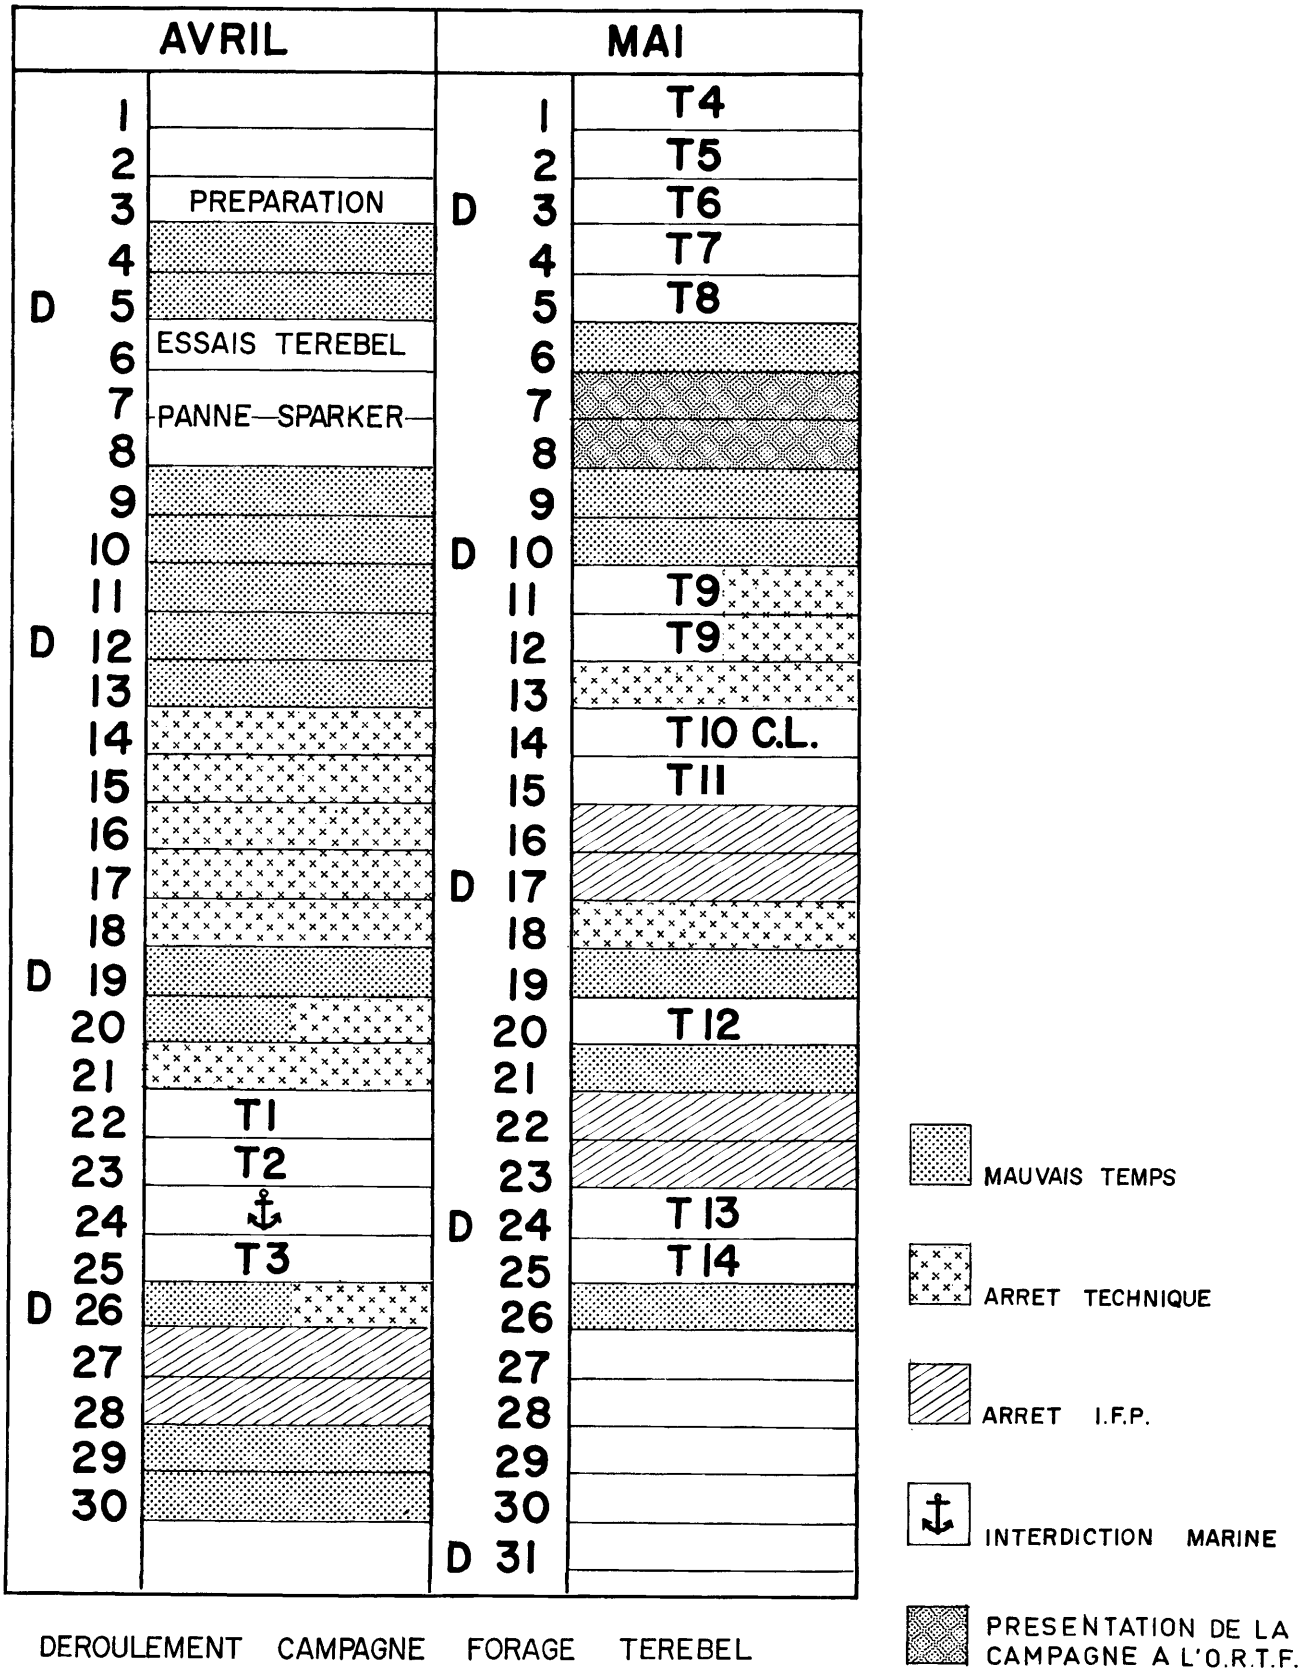 AVRIL MAI
1 1 T4
2 2 T5
3 PREPARATION D 3 T6
4 4 T7
D 5 5 T8
6 ESSAIS TEREBEL 6
7 7
PANNE—SPARKER
8 8
9 9
10 D 10
11 11 T9
D 12 12 T9
13 13
14 14 T10 C.L.
15 15 T11
16 16
17 D 17
18 18
D 19 19
20 20 T12
21 21
22 T1 22
23 T2 23
24 D 24 T13
25 T3 25 T14
D 26 26
27 27
28 28
29 29
30 30
D 31
MAUVAIS TEMPS
ARRET TECHNIQUE
ARRET I.F.P.
INTERDICTION MARINE
PRESENTATION DE LA
CAMPAGNE A L'O.R.T.F.
DEROULEMENT CAMPAGNE FORAGE TEREBEL